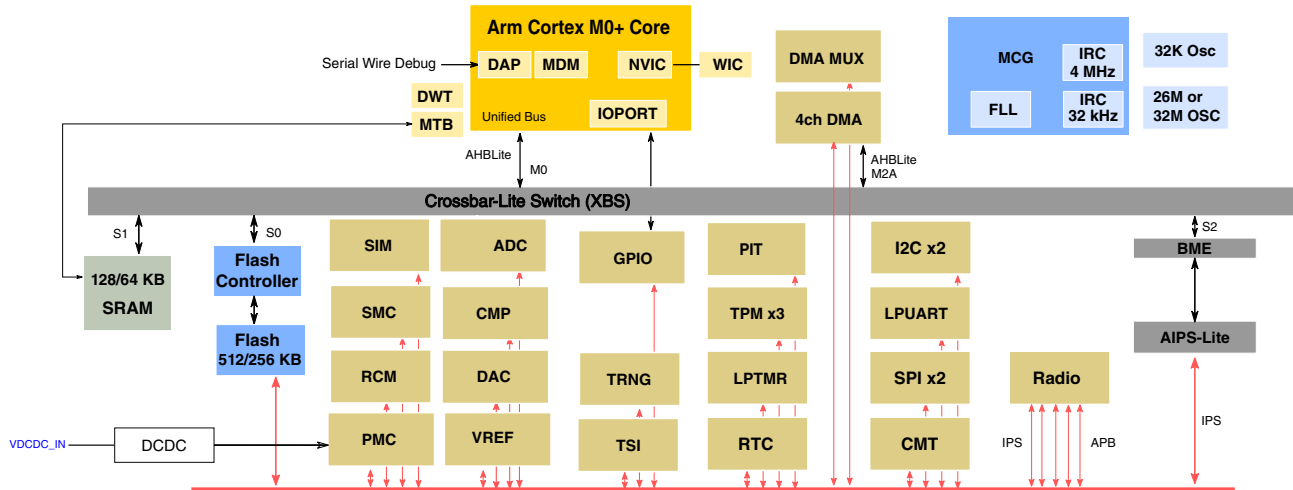 Arm Cortex M0+ Core
Serial Wire Debug
DAP
MDM
NVIC
WIC
DWT
MTB
Unified Bus
IOPORT
AHBLite
M0
DMA MUX
4ch DMA
AHBLite
M2A
MCG
IRC
4 MHz
FLL
IRC
32 kHz
32K Osc
26M or
32M OSC
Crossbar-Lite Switch (XBS)
S1
S0
S2
128/64 KB
SRAM
Flash
Controller
Flash
512/256 KB
SIM
SMC
RCM
PMC
ADC
CMP
DAC
VREF
GPIO
TRNG
TSI
PIT
TPM x3
LPTMR
RTC
I2C x2
LPUART
SPI x2
CMT
Radio
IPS
APB
BME
AIPS-Lite
IPS
VDCDC_IN
DCDC